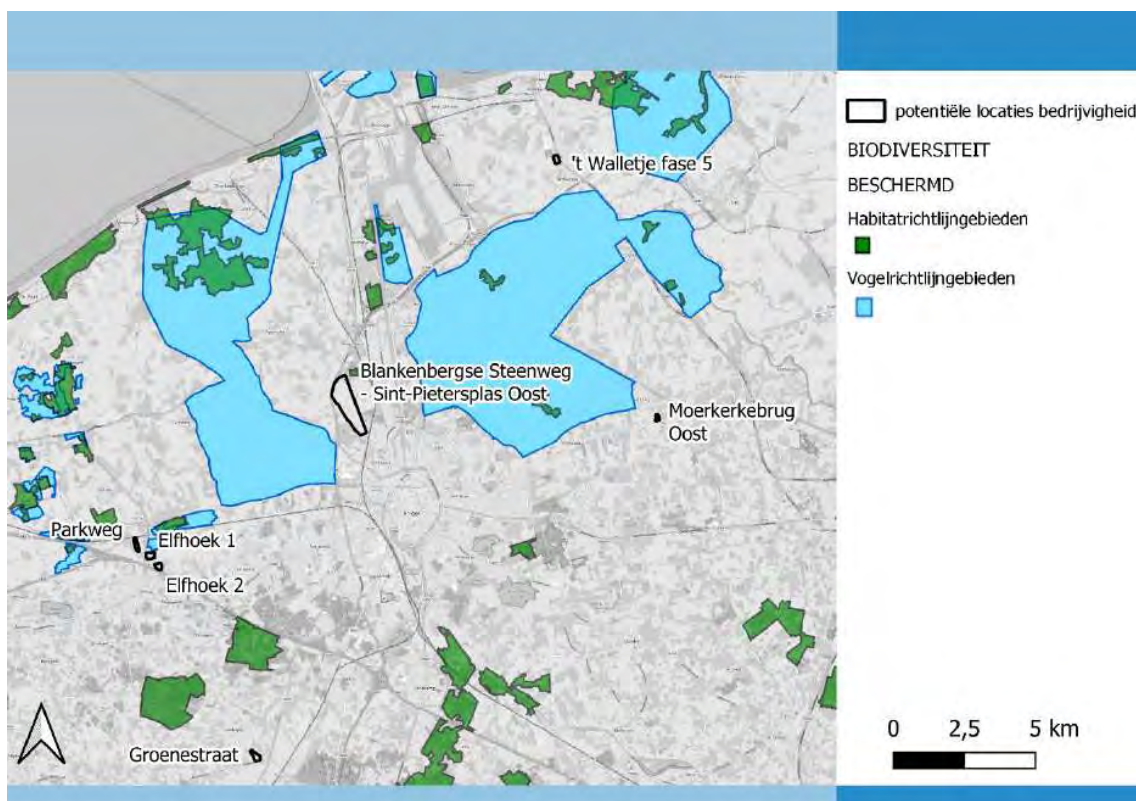 't Walletje fase 5
Blankenbergse Steenweg
- Sint-Pietersplas Oost
Moerkerkebrug
Oost
Parkweg
Elfhoek 1
Elfhoek 2
Groenestraat
potentiële locaties bedrijvigheid
BIODIVERSITEIT
BESCHERMD
Habitatrichtlijngebieden
Vogelrichtlijngebieden
0 2,5 5 km